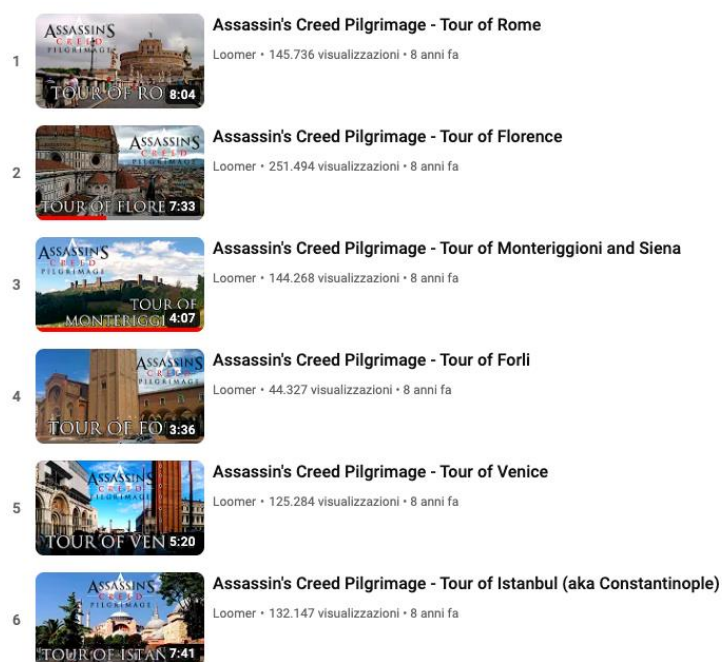 1
ASSASSIN'S
CREED
PILGRIMAGE
TOUR OF RO
8:04
Assassin's Creed Pilgrimage - Tour of Rome
Loomer • 145.736 visualizzazioni • 8 anni fa
2
ASSASSINS
CREED
PILGRIMAGE
TOUR OF FLORE
7:33
Assassin's Creed Pilgrimage - Tour of Florence
Loomer • 251.494 visualizzazioni • 8 anni fa
3
ASSASSINS
CREED
PILGRIMAGE
TOUR OF
MONTERIGGI
4:07
Assassin's Creed Pilgrimage - Tour of Monteriggioni and Siena
Loomer • 144.268 visualizzazioni • 8 anni fa
4
ASSASSINS
CREED
PILGRIMAGE
TOUR OF FO
3:36
Assassin's Creed Pilgrimage - Tour of Forli
Loomer • 44.327 visualizzazioni • 8 anni fa
5
ASSASSINS
CREED
PILGRIMAGE
TOUR OF VEN
5:20
Assassin's Creed Pilgrimage - Tour of Venice
Loomer • 125.284 visualizzazioni • 8 anni fa
6
ASSASSINS
CREED
PILGRIMAGE
TOUR OF ISTAN
7:41
Assassin's Creed Pilgrimage - Tour of Istanbul (aka Constantinople)
Loomer • 132.147 visualizzazioni • 8 anni fa